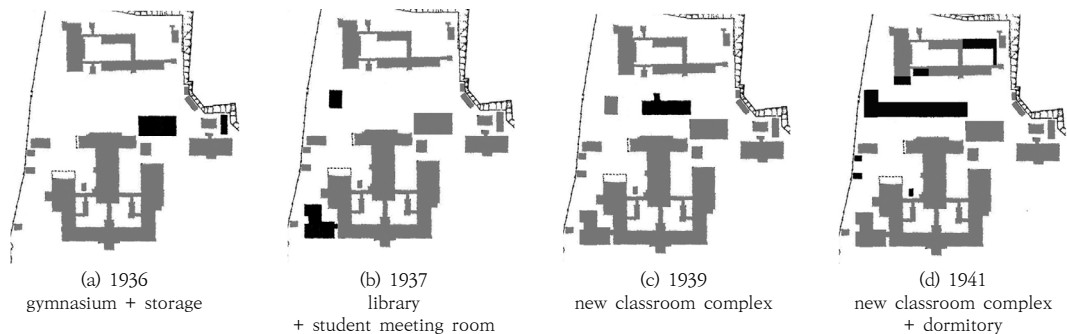 (a) 1936
gymnasium + storage
(b) 1937
library
+ student meeting room
(c) 1939
new classroom complex
(d) 1941
new classroom complex
+ dormitory